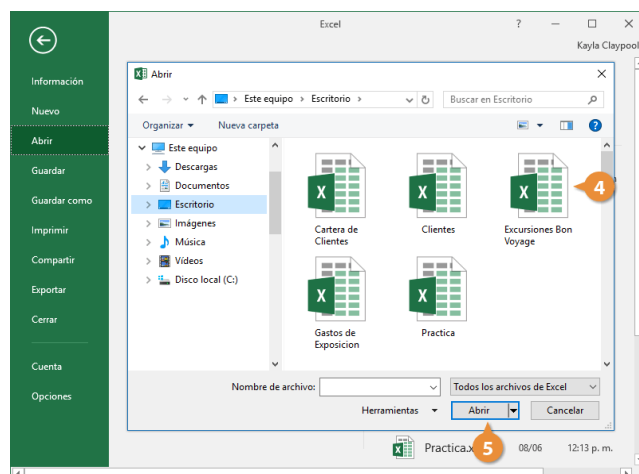 Excel
?
Kayla Claypool
Información
Nuevo
Abrir
Guardar
Guardar como
Imprimir
Compartir
Exportar
Cerrar
Cuenta
Opciones
Abrir
Este equipo > Escritorio >
Buscar en Escritorio
Organizar
Nueva carpeta
?
Este equipo
Descargas
Documentos
Escritorio
Imágenes
Música
Vídeos
Disco local (C:)
Cartera de
Clientes
Clientes
Excursiones Bon
Voyage
4
Gastos de
Exposicion
Practica
Nombre de archivo:
Todos los archivos de Excel
Herramientas
Abrir
Cancelar
5
Practica.x
08/06
12:13 p. m.